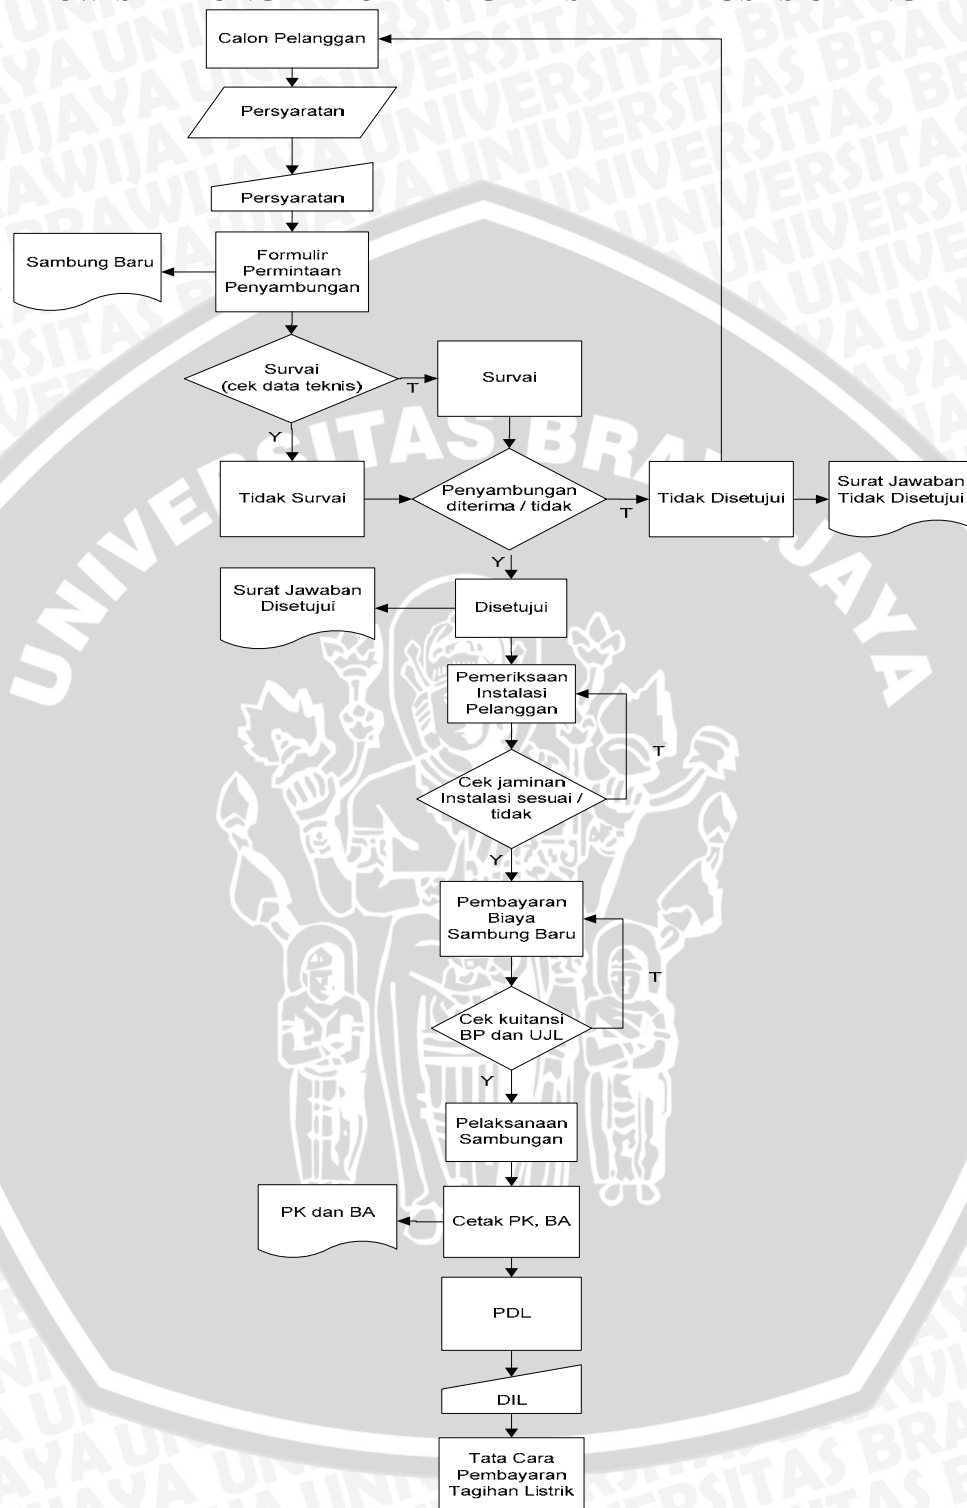 Calon Pelanggan
Persyaratan
Persyaratan
Formulir
Permintaan
Penyambungan
Sambung Baru
Survai
(cek data teknis)
T
Survai
Y
Tidak Survai
Penyambungan
diterima / tidak
T
Tidak Disetujui
Surat Jawaban
Tidak Disetujui
Y
Disetujui
Surat Jawaban
Disetujui
Pemeriksaan
Instalasi
Pelanggan
T
Cek jaminan
Instalasi sesuai /
tidak
Y
Pembayaran
Biaya
Sambung Baru
T
Cek kuitansi
BP dan UJL
Y
Pelaksanaan
Sambungan
Cetak PK, BA
PK dan BA
PDL
DIL
Tata Cara
Pembayaran
Tagihan Listrik
UNIVERSITAS BRAWIJAYA